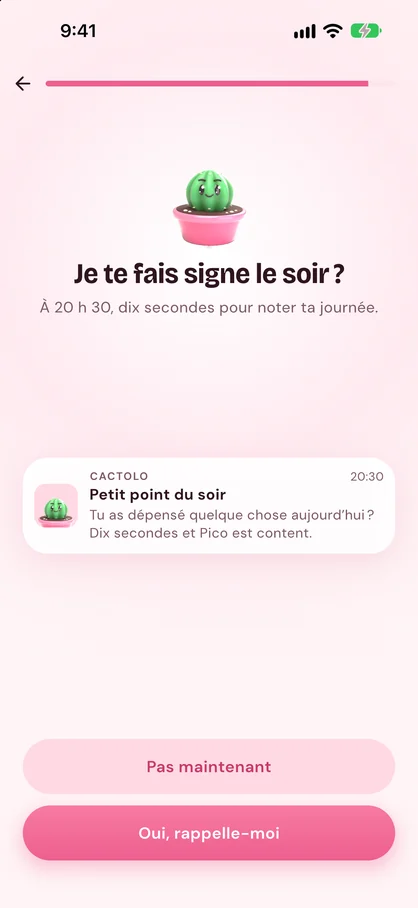 9:41
Je te fais signe le soir ?
À 20 h 30, dix secondes pour noter ta journée.
CACTOLO
20:30
Petit point du soir
Tu as dépensé quelque chose aujourd’hui ?
Dix secondes et Pico est content.
Pas maintenant
Oui, rappelle-moi